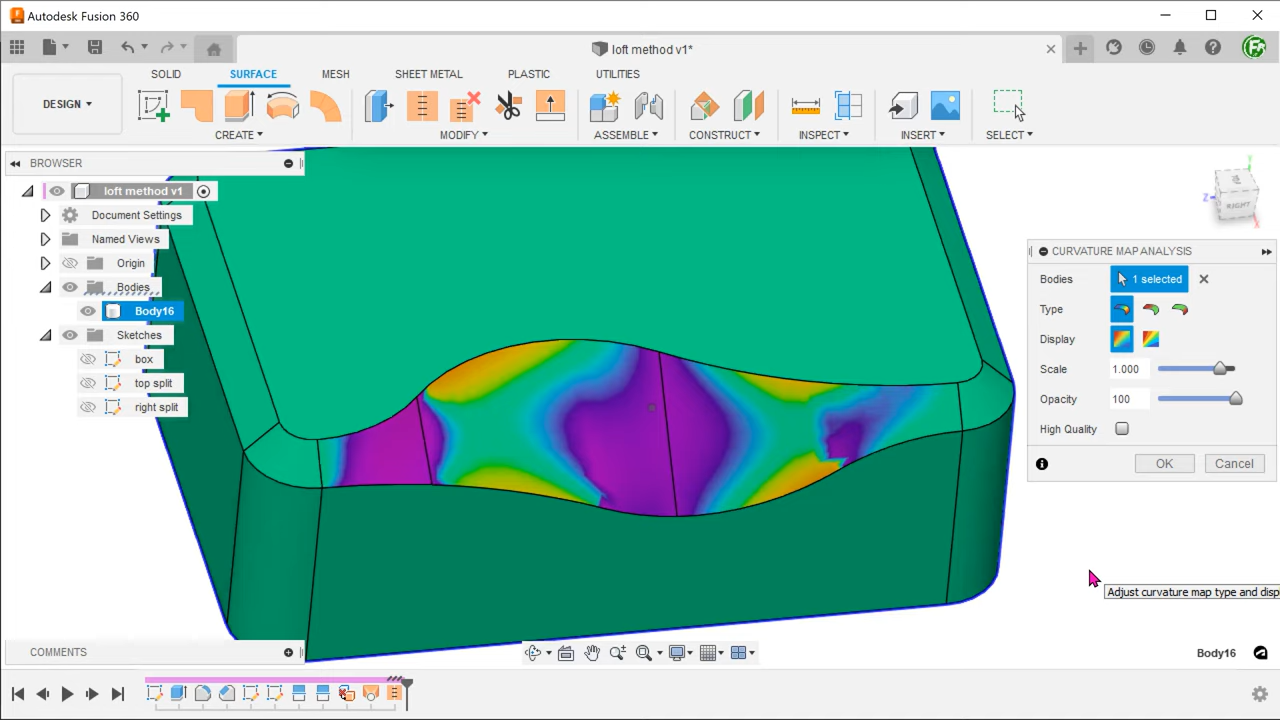 Autodesk Fusion 360
loft method v1*
SOLID SURFACE MESH SHEET METAL PLASTIC UTILITIES
DESIGN
CREATE MODIFY ASSEMBLE CONSTRUCT INSPECT INSERT SELECT
BROWSER
loft method v1
Document Settings
Named Views
Origin
Bodies
Body16
Sketches
box
top split
right split
Z
RIGHT
CURVATURE MAP ANALYSIS
Bodies 1 selected
Type
Display
Scale 1.000
Opacity 100
High Quality
OK Cancel
Adjust curvature map type and disp
COMMENTS
Body16